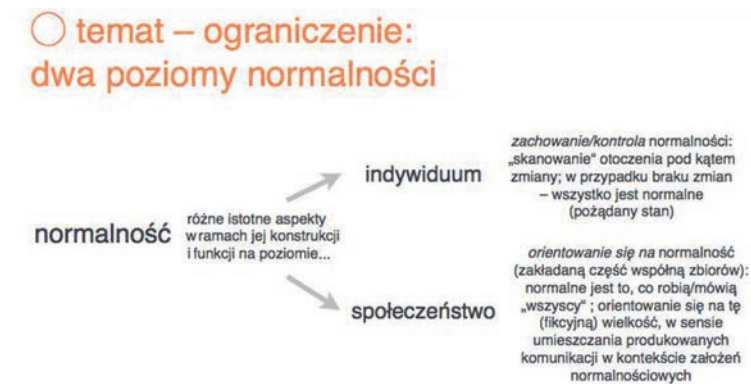 temat – ograniczenie:
dwa poziomy normalności
normalność
różne istotne aspekty
w ramach jej konstrukcji
i funkcji na poziomie...
indywiduum
zachowanie/kontrola normalności:
„skanowanie“ otoczenia pod kątem
zmiany; w przypadku braku zmian
– wszystko jest normalne
(pożądany stan)
społeczeństwo
orientowanie się na normalność
(zakładaną część wspólną zbiorów):
normalne jest to, co robią/mówią
„wszyscy“ ; orientowanie się na tę
(fikcyjną) wielkość, w sensie
umieszczania produkowanych
komunikacji w kontekście założeń
normalnościowych